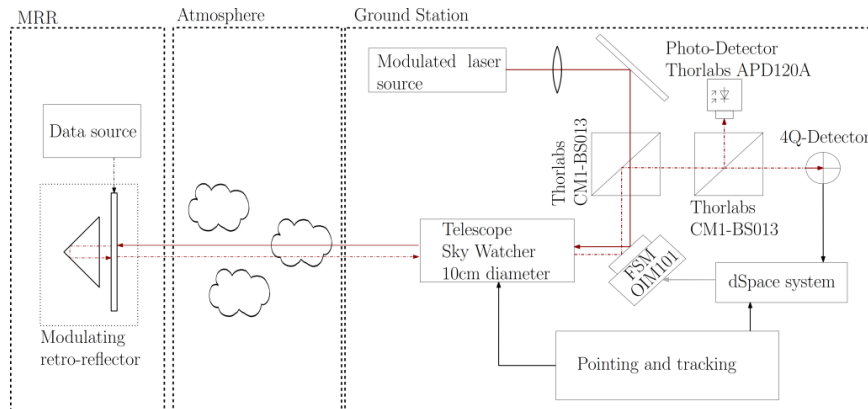 MRR
Atmosphere
Ground Station
Modulated laser
source
Photo-Detector
Thorlabs APD120A
Data source
Thorlabs
CM1-BS013
4Q-Detector
Thorlabs
CM1-BS013
Telescope
Sky Watcher
10cm diameter
FSM
OIM101
dSpace system
Modulating
retro-reflector
Pointing and tracking